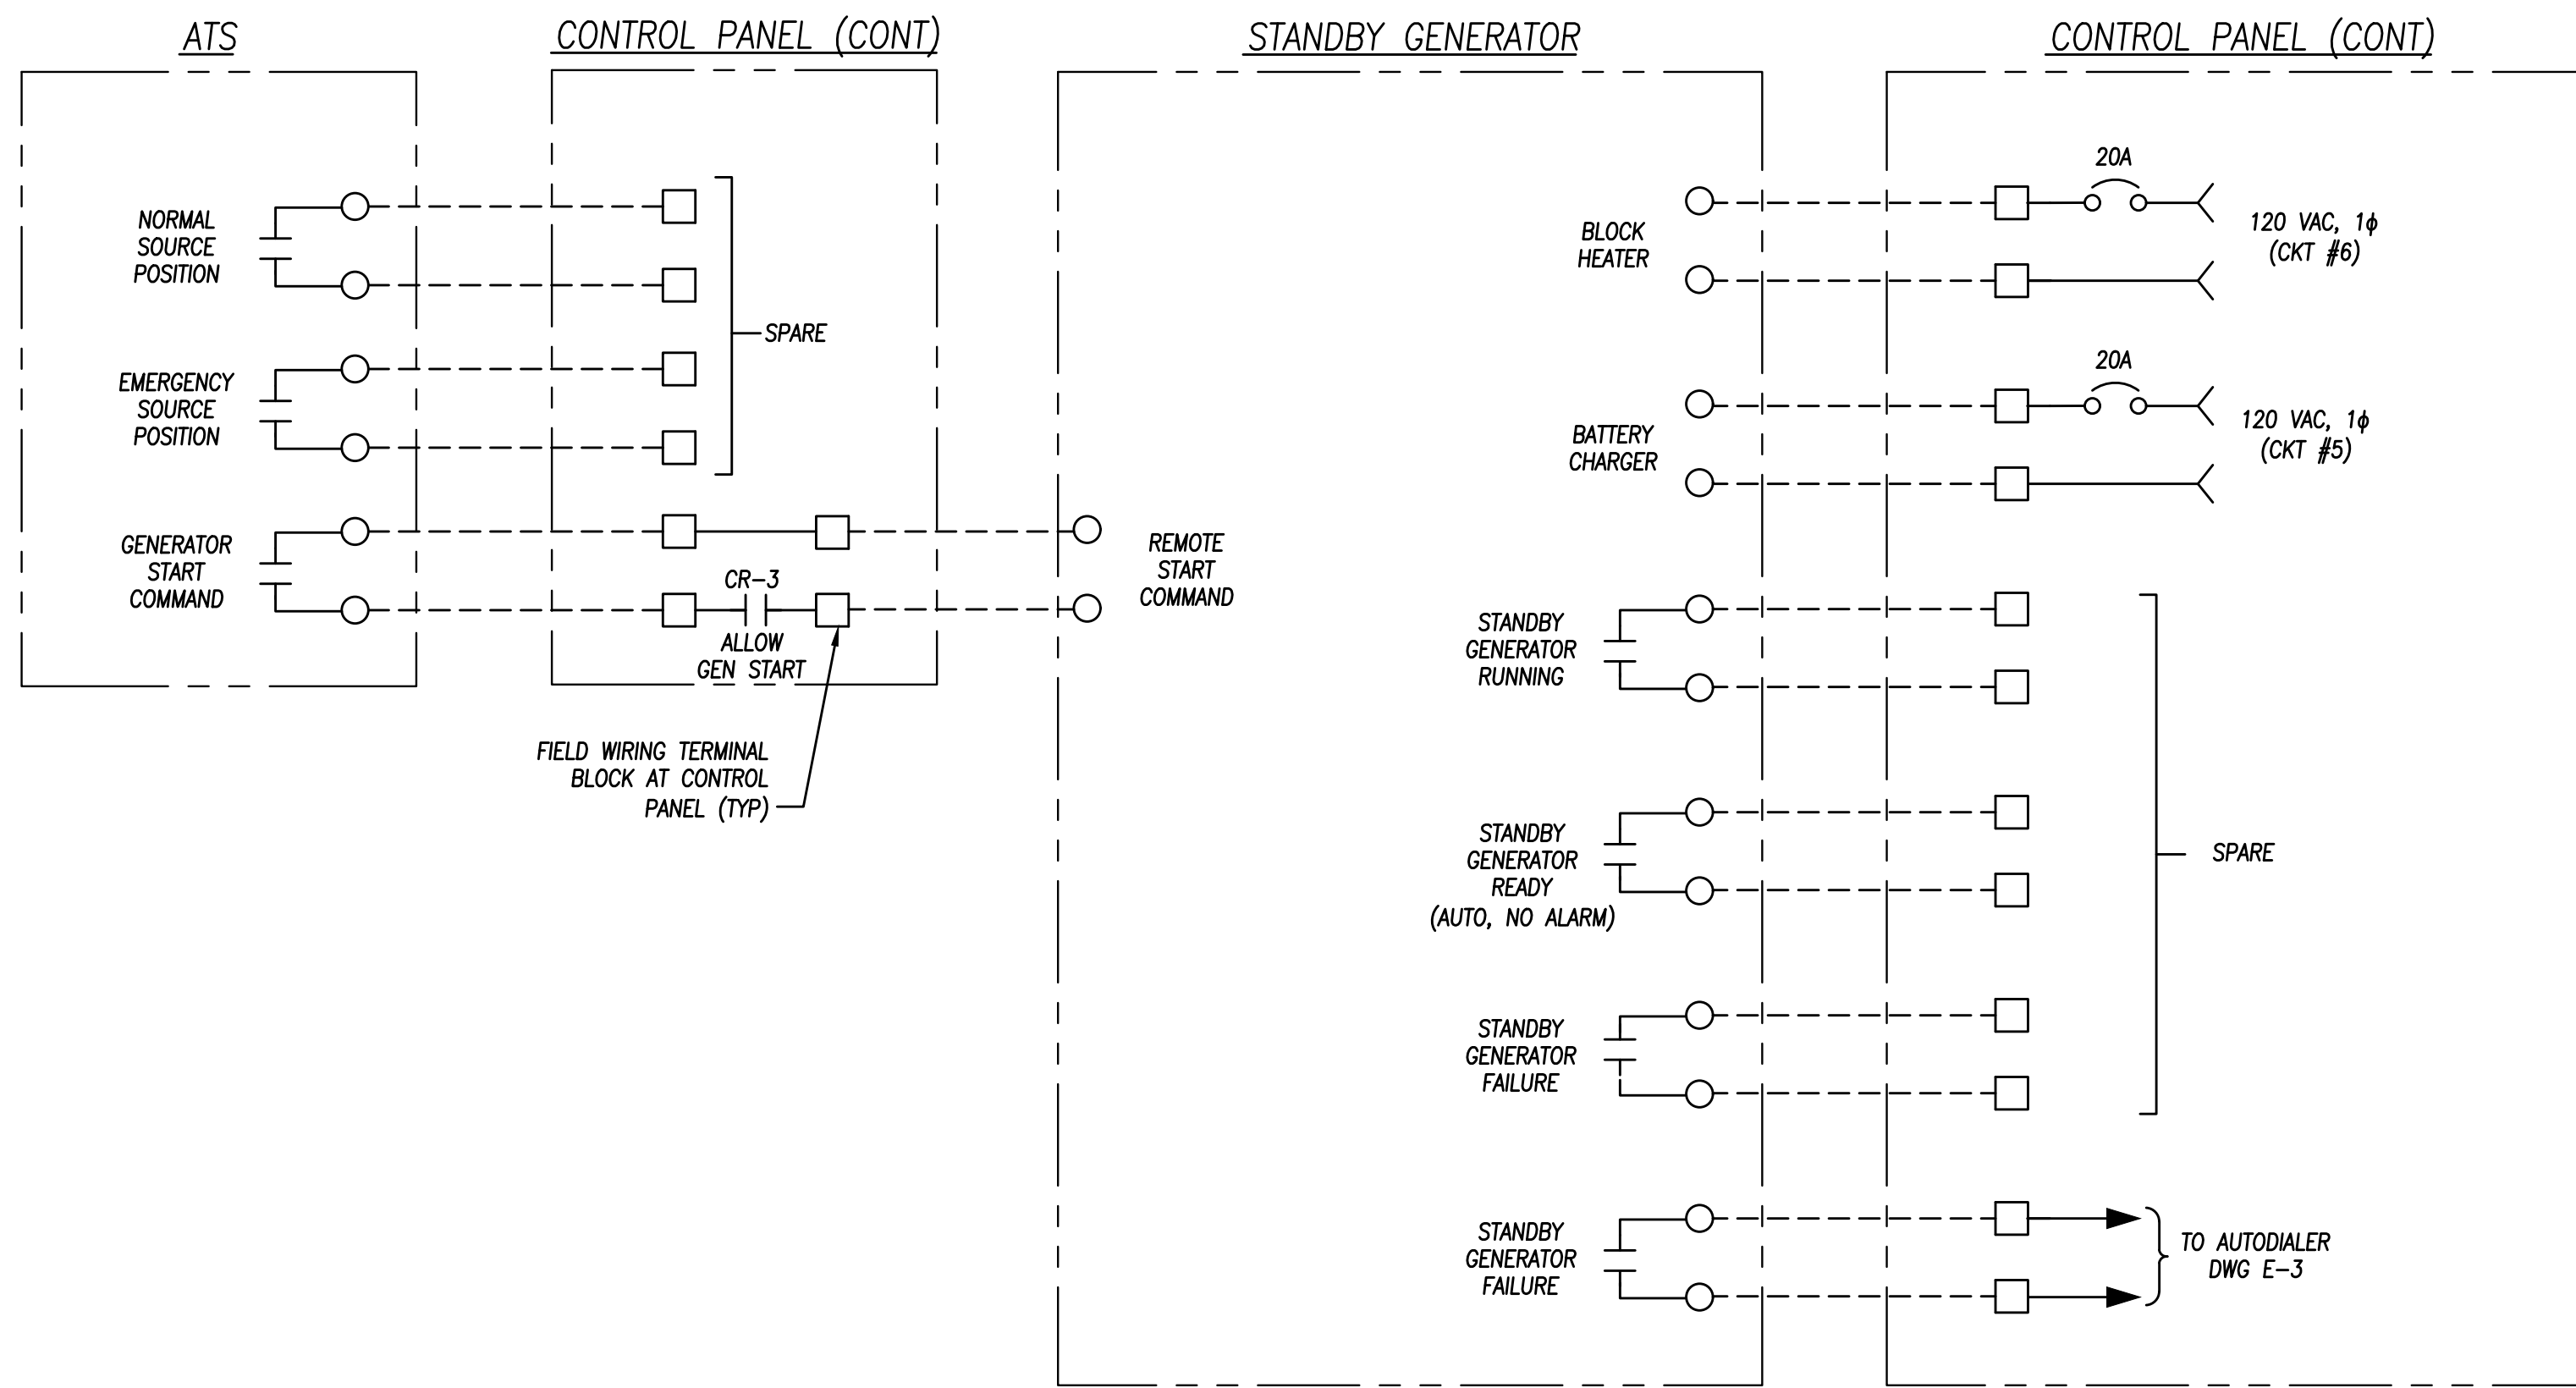 ATS
NORMAL
SOURCE
POSITION
EMERGENCY
SOURCE
POSITION
GENERATOR
START
COMMAND
CONTROL PANEL (CONT)
SPARE
CR-3
ALLOW
GEN START
FIELD WIRING TERMINAL
BLOCK AT CONTROL
PANEL (TYP)
STANDBY GENERATOR
REMOTE
START
COMMAND
BLOCK
HEATER
BATTERY
CHARGER
STANDBY
GENERATOR
RUNNING
STANDBY
GENERATOR
READY
(AUTO, NO ALARM)
STANDBY
GENERATOR
FAILURE
STANDBY
GENERATOR
FAILURE
CONTROL PANEL (CONT)
20A
120 VAC, 1ϕ
(CKT #6)
20A
120 VAC, 1ϕ
(CKT #5)
SPARE
TO AUTODIALER
DWG E-3